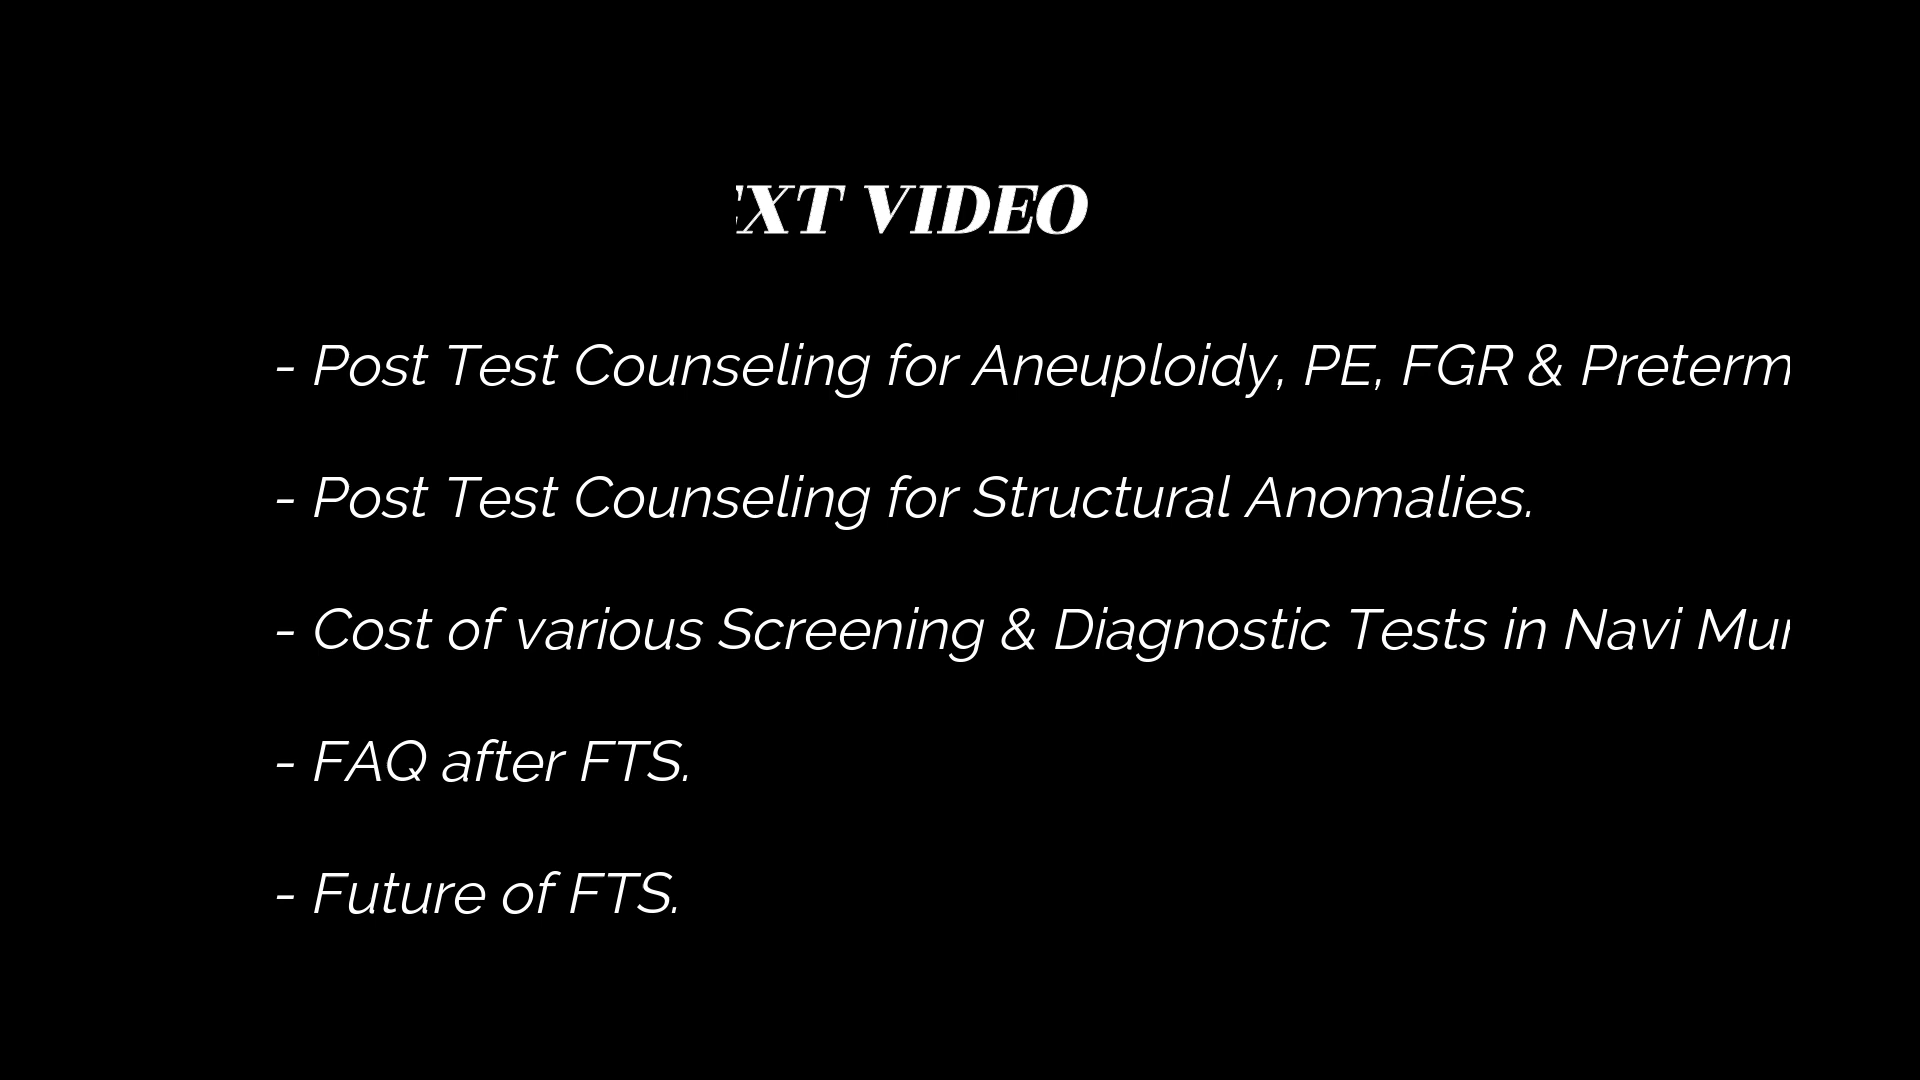 VIDEO
- Post Test Counseling for Aneuploidy, PE, FGR & Preterm
- Post Test Counseling for Structural Anomalies.
- Cost of various Screening & Diagnostic Tests in Navi
- FAQ after FTS.
- Future of FTS.